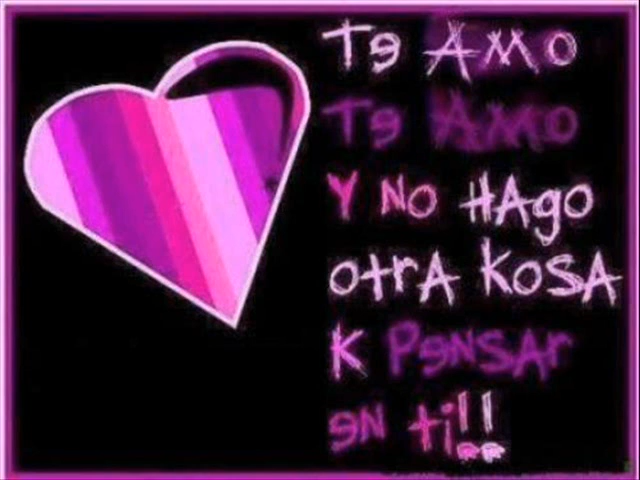 Te AMO
Te AMO
Y NO HAgo
otrA KOSA
K PeNSAr
eN ti!!